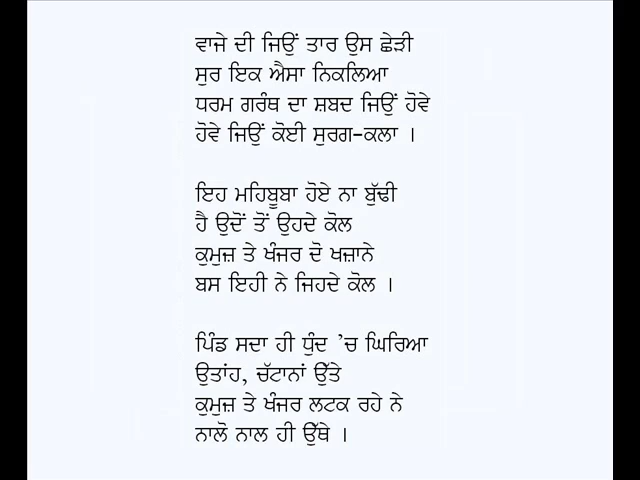 ਵਾਜੇ ਦੀ ਜਿਉਂ ਤਾਰ ਉਸ ਛੇੜੀ
ਸੁਰ ਇਕ ਐਸਾ ਨਿਕਲਿਆ
ਧਰਮ ਗਰੰਥ ਦਾ ਸ਼ਬਦ ਜਿਉਂ ਹੋਵੇ
ਹੋਵੇ ਜਿਉਂ ਕੋਈ ਸੁਰਗ-ਕਲਾ ।
ਇਹ ਮਹਿਬੂਬਾ ਹੋਏ ਨਾ ਬੁੱਢੀ
ਹੈ ਉਦੋਂ ਤੋਂ ਉਹਦੇ ਕੋਲ
ਕੁਮੁਜ਼ ਤੇ ਖੰਜਰ ਦੋ ਖਜ਼ਾਨੇ
ਬਸ ਇਹੀ ਨੇ ਜਿਹਦੇ ਕੋਲ ।
ਪਿੰਡ ਸਦਾ ਹੀ ਧੁੰਦ 'ਚ ਘਿਰਿਆ
ਉਤਾਂਹ, ਚੱਟਾਨਾਂ ਉੱਤੇ
ਕੁਮੁਜ਼ ਤੇ ਖੰਜਰ ਲਟਕ ਰਹੇ ਨੇ
ਨਾਲੋ ਨਾਲ ਹੀ ਉੱਥੇ ।